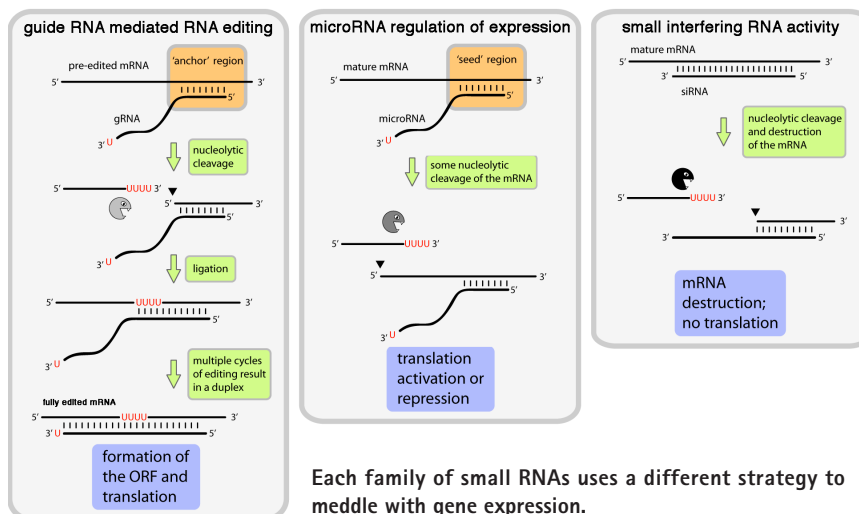 guide RNA mediated RNA editing
pre-edited mRNA
'anchor' region
5' 3'
5'
gRNA
3' U
nucleolytic
cleavage
5' UUUU 3' 5' 3'
5'
3' U
ligation
5' UUUU 3'
5'
3' U
multiple cycles
of editing result
in a duplex
fully edited mRNA
5' UUUU 3'
3' U 5'
formation of
the ORF and
translation
microRNA regulation of expression
mature mRNA
'seed' region
5' 3'
5'
microRNA
3' U
some nucleolytic
cleavage of the mRNA
5' UUUU 3'
5' 3'
5'
3' U
translation
activation or
repression
small interfering RNA activity
mature mRNA
5' 3'
3' 5'
siRNA
nucleolytic cleavage
and destruction
of the mRNA
5' UUUU 3'
3'
3' 5'
mRNA
destruction;
no translation
Each family of small RNAs uses a different strategy to
meddle with gene expression.